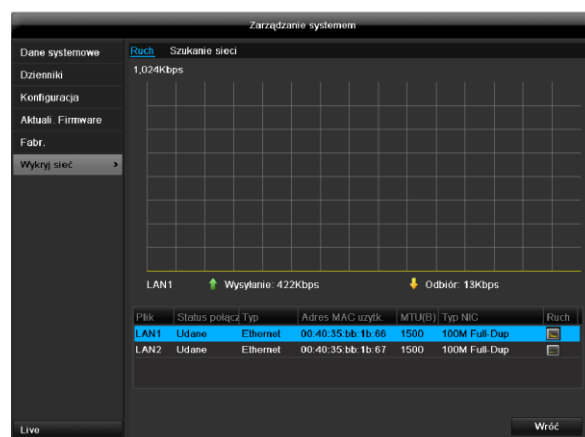 Zarządzanie systemem
Dane systemowe
Dzienniki
Konfiguracja
Aktuali. Firmware
Fabr.
Wykryj sieć >
Live
Ruch Szukanie sieci
1,024Kbps
LAN1 Wysyłanie: 422Kbps Odbiór: 13Kbps
Plik Status połącz Typ Adres MAC użytk. MTU(B) Typ NIC Ruch
LAN1 Udane Ethernet 00:40:35:bb:1b:66 1500 100M Full-Dup
LAN2 Udane Ethernet 00:40:35:bb:1b:67 1500 100M Full-Dup
Wróć